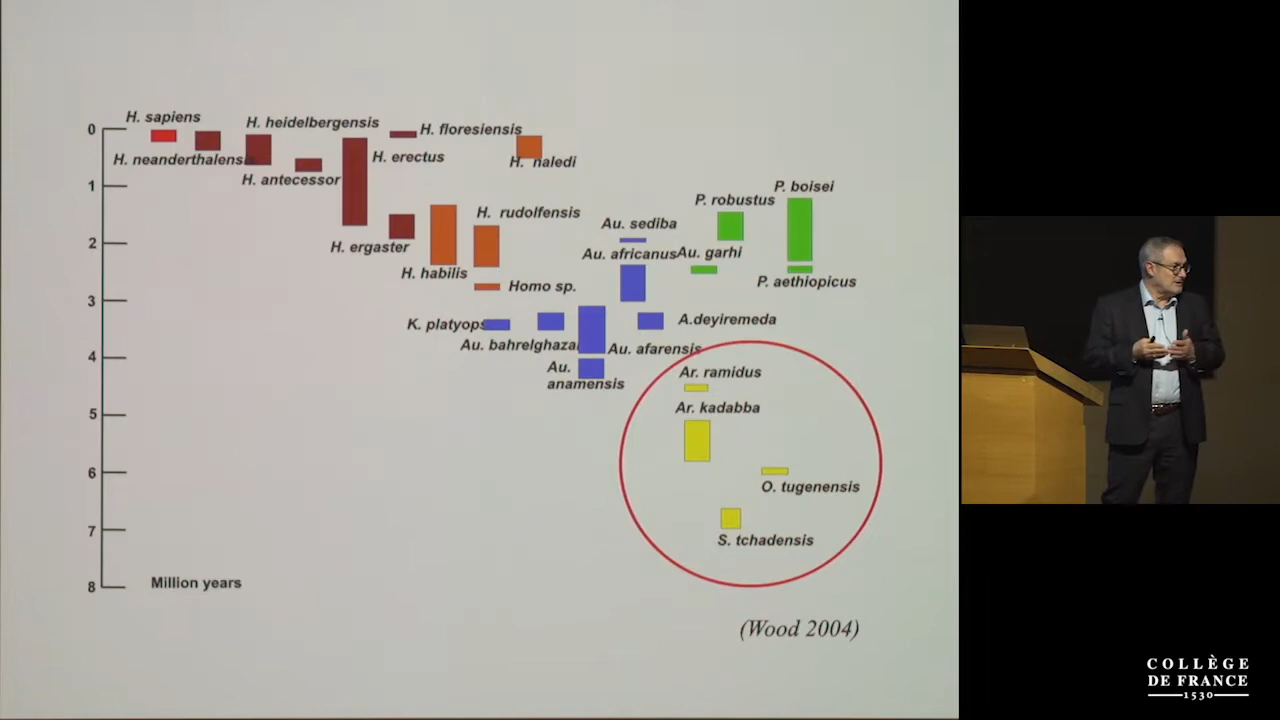 H. sapiens
H. heidelbergensis
H. floresiensis
0
H. neanderthalensis
H. erectus
H. naledi
H. antecessor
1
P. boisei
P. robustus
H. rudolfensis
Au. sediba
2
H. ergaster
Au. africanus
Au. garhi
H. habilis
P. aethiopicus
Homo sp.
3
K. platyops
A.deyiremeda
Au. bahrelghazali
Au. afarensis
4
Au.
anamensis
Ar. ramidus
Ar. kadabba
5
6
O. tugenensis
7
S. tchadensis
8
Million years
(Wood 2004)
COLLÈGE
DE FRANCE
1530